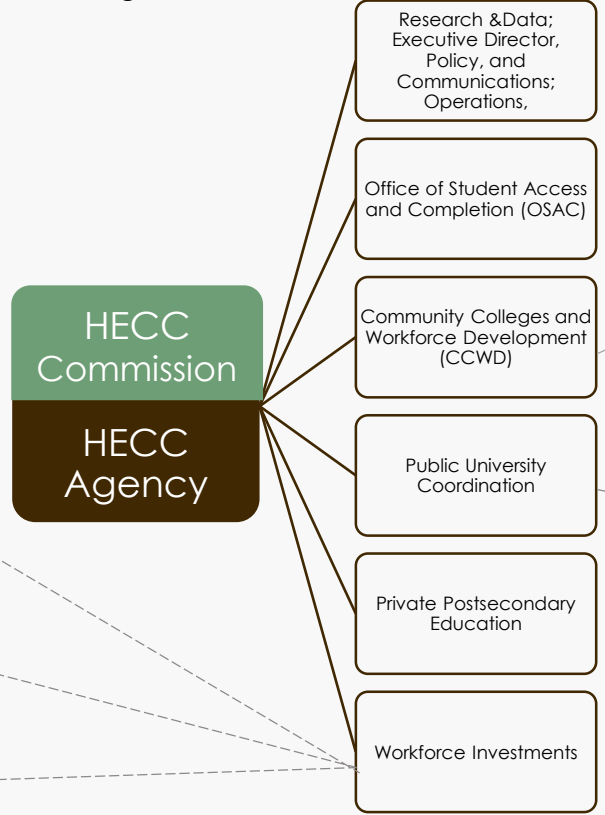 HECC
Commission
HECC
Agency
Research &Data;
Executive Director,
Policy, and
Communications;
Operations,
Office of Student Access
and Completion (OSAC)
Community Colleges and
Workforce Development
(CCWD)
Public University
Coordination
Private Postsecondary
Education
Workforce Investments